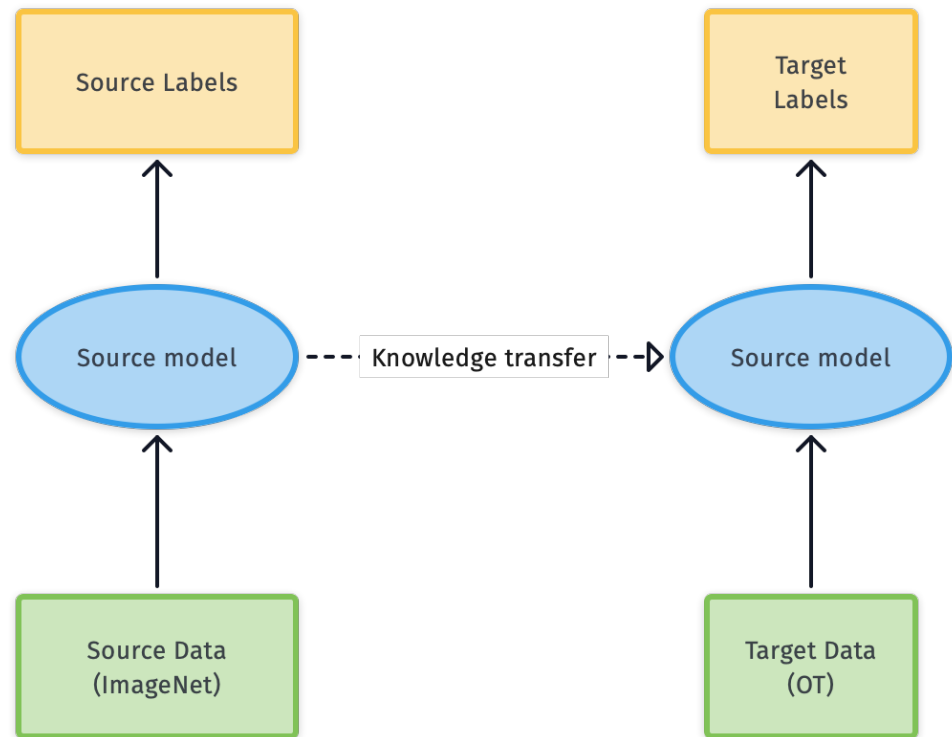 Source Labels
Target
Labels
Source model
Knowledge transfer
Source model
Source Data
(ImageNet)
Target Data
(OT)